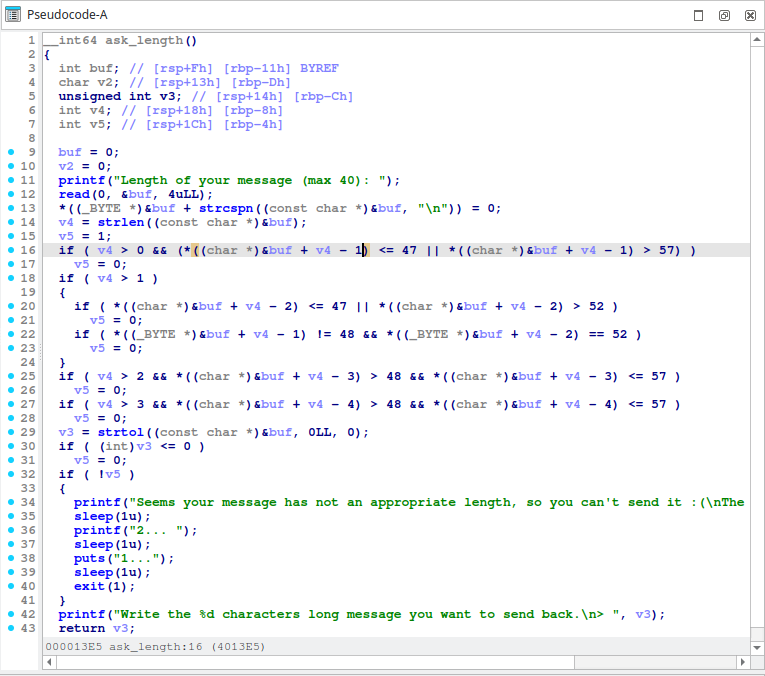 Pseudocode-A
1 __int64 ask_length()
2 {
3 int buf; // [rsp+Fh] [rbp-11h] BYREF
4 char v2; // [rsp+13h] [rbp-Dh]
5 unsigned int v3; // [rsp+14h] [rbp-Ch]
6 int v4; // [rsp+18h] [rbp-8h]
7 int v5; // [rsp+1Ch] [rbp-4h]
8
9 buf = 0;
10 v2 = 0;
11 printf("Length of your message (max 40): ");
12 read(0, &buf, 4uLL);
13 *((_BYTE *)&buf + strcspn((const char *)&buf, "\n")) = 0;
14 v4 = strlen((const char *)&buf);
15 v5 = 1;
16 if ( v4 > 0 && (*((char *)&buf + v4 - 1) <= 47 || *((char *)&buf + v4 - 1) > 57) )
17 v5 = 0;
18 if ( v4 > 1 )
19 {
20 if ( *((char *)&buf + v4 - 2) <= 47 || *((char *)&buf + v4 - 2) > 52 )
21 v5 = 0;
22 if ( *((_BYTE *)&buf + v4 - 1) != 48 && *((_BYTE *)&buf + v4 - 2) == 52 )
23 v5 = 0;
24 }
25 if ( v4 > 2 && *((char *)&buf + v4 - 3) > 48 && *((char *)&buf + v4 - 3) <= 57 )
26 v5 = 0;
27 if ( v4 > 3 && *((char *)&buf + v4 - 4) > 48 && *((char *)&buf + v4 - 4) <= 57 )
28 v5 = 0;
29 v3 = strtol((const char *)&buf, 0LL, 0);
30 if ( (int)v3 <= 0 )
31 v5 = 0;
32 if ( !v5 )
33 {
34 printf("Seems your message has not an appropriate length, so you can't send it :(\nThe
35 sleep(1u);
36 printf("2... ");
37 sleep(1u);
38 puts("1...");
39 sleep(1u);
40 exit(1);
41 }
42 printf("Write the %d characters long message you want to send back.\n> ", v3);
43 return v3;
000013E5 ask_length:16 (4013E5)